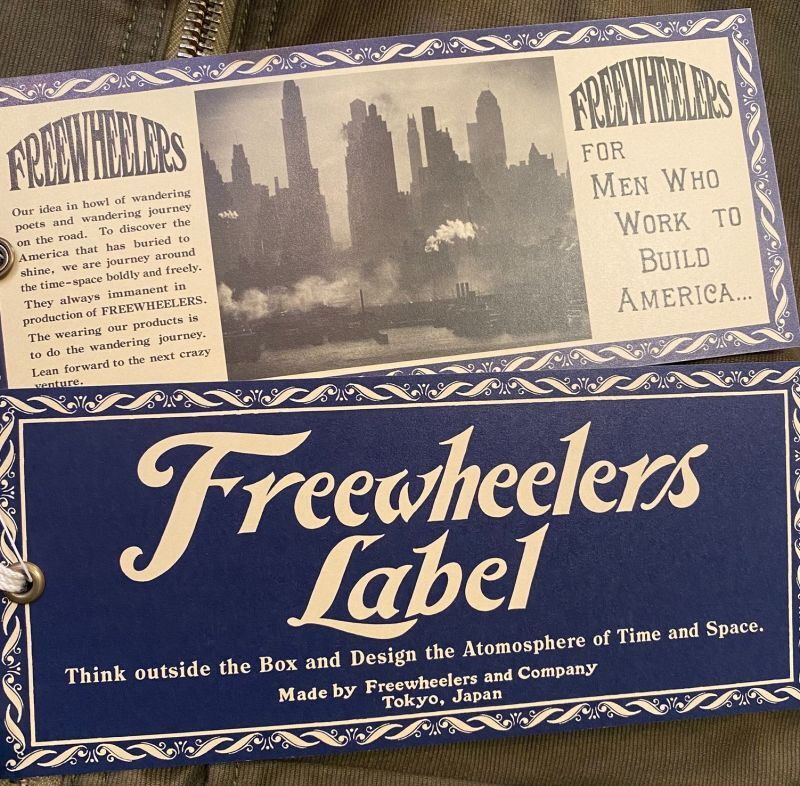 FREEWHEELERS
Our idea in howl of wandering
poets and wandering journey
on the road. To discover the
America that has buried to
shine, we are journey around
the time-space boldly and freely.
They always immanent in
production of FREEWHEELERS.
The wearing our products is
to do the wandering journey.
Lean forward to the next crazy
venture.
FREEWHEELERS
FOR
MEN WHO
WORK TO
BUILD
AMERICA...
Freewheelers
Label
Think outside the Box and Design the Atomosphere of Time and Space.
Made by Freewheelers and Company
Tokyo, Japan